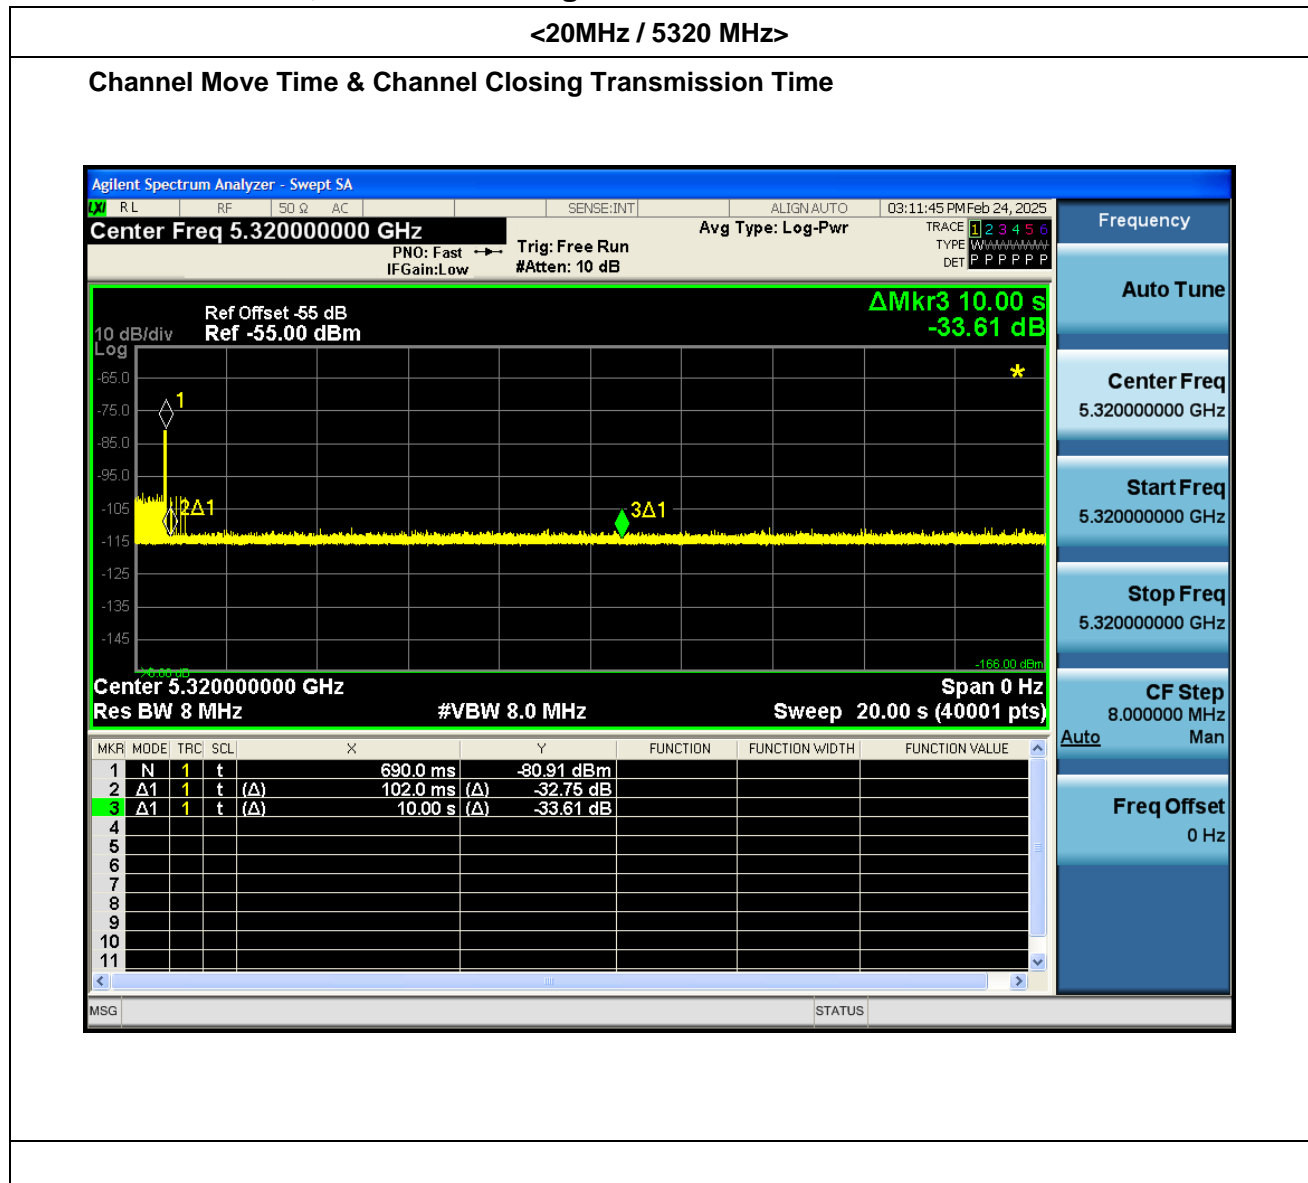 <20MHz / 5320 MHz>
Channel Move Time & Channel Closing Transmission Time
Agilent Spectrum Analyzer - Swept SA
LXI RL RF 50 Ω AC SENSE:INT ALIGN AUTO 03:11:45 PM Feb 24, 2025
Center Freq 5.320000000 GHz
PNO: Fast
IFGain:Low
Trig: Free Run
#Atten: 10 dB
Avg Type: Log-Pwr
TRACE 1 2 3 4 5 6
TYPE WWWWWW
DET P P P P P P
ΔMkr3 10.00 s
-33.61 dB
Ref Offset -55 dB
10 dB/div Ref -55.00 dBm
Log
-65.0
-75.0
-85.0
-95.0
-105
-115
-125
-135
-145
1
2Δ1
3Δ1
*
-166.00 dBm
Center 5.320000000 GHz Span 0 Hz
Res BW 8 MHz #VBW 8.0 MHz Sweep 20.00 s (40001 pts)
MKR MODE TRC SCL X Y FUNCTION FUNCTION WIDTH FUNCTION VALUE
1 N 1 t 690.0 ms -80.91 dBm
2 Δ1 1 t (Δ) 102.0 ms (Δ) -32.75 dB
3 Δ1 1 t (Δ) 10.00 s (Δ) -33.61 dB
4
5
6
7
8
9
10
11
MSG STATUS
Frequency
Auto Tune
Center Freq
5.320000000 GHz
Start Freq
5.320000000 GHz
Stop Freq
5.320000000 GHz
CF Step
8.000000 MHz
Auto Man
Freq Offset
0 Hz